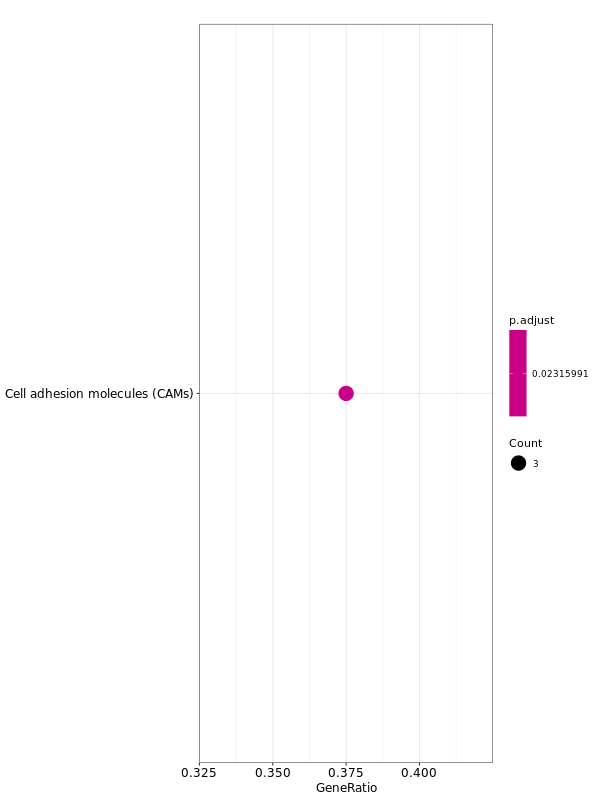 Cell adhesion molecules (CAMs)
0.325 0.350 0.375 0.400
GeneRatio
p.adjust
0.02315991
Count
3